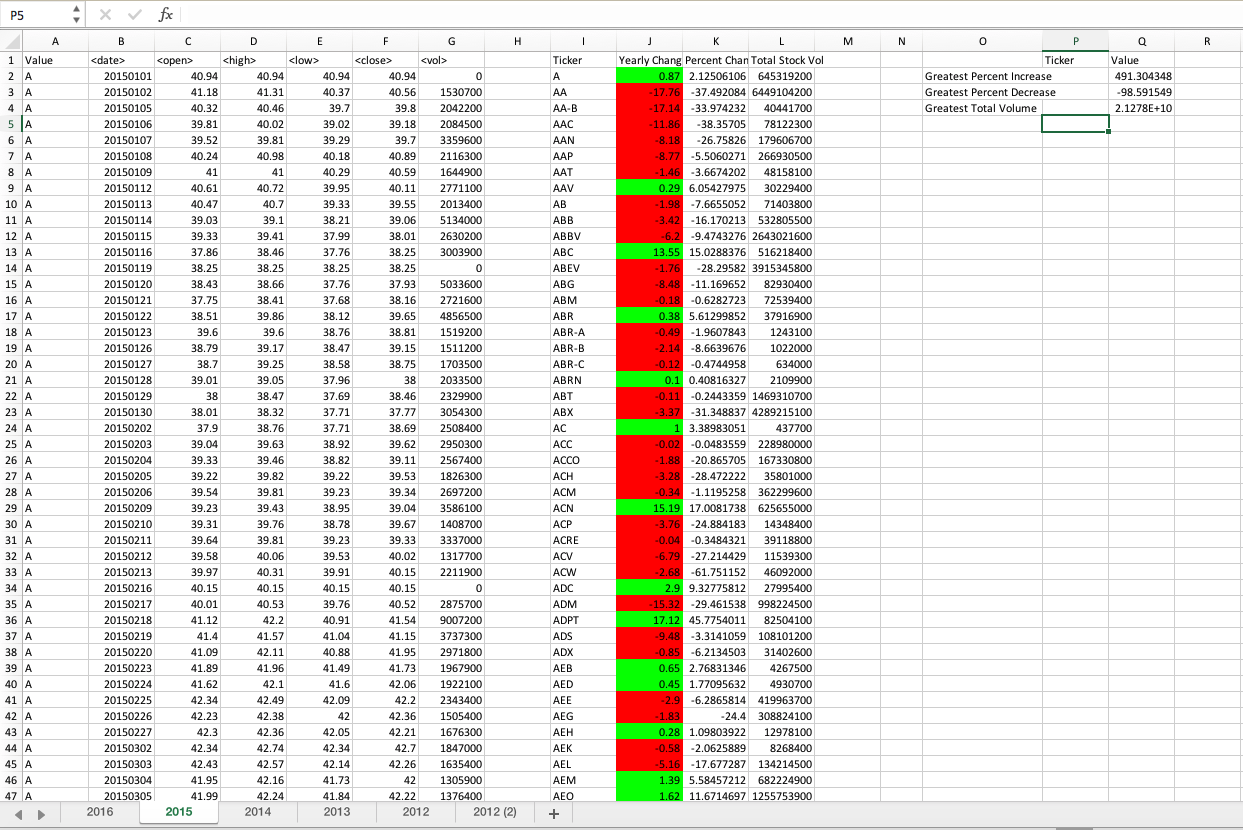 P5 fx
A B C D E F G H I J K L M N O P Q R
1 Value <date> <open> <high> <low> <close> <vol> Ticker Yearly Chang Percent Chan Total Stock Vol Ticker Value
2 A 20150101 40.94 40.94 40.94 40.94 0 A 0.87 2.12506106 645319200 Greatest Percent Increase 491.304348
3 A 20150102 41.18 41.31 40.37 40.56 1530700 AA -17.76 -37.492084 6449104200 Greatest Percent Decrease -98.591549
4 A 20150105 40.32 40.46 39.7 39.8 2042200 AA-B -17.14 -33.974232 40441700 Greatest Total Volume 2.1278E+10
5 A 20150106 39.81 40.02 39.02 39.18 2084500 AAC -11.86 -38.35705 78122300
6 A 20150107 39.52 39.81 39.29 39.7 3359600 AAN -8.18 -26.75826 179606700
7 A 20150108 40.24 40.98 40.18 40.89 2116300 AAP -8.77 -5.5060271 266930500
8 A 20150109 41 41 40.29 40.59 1644900 AAT -1.46 -3.6674202 48158100
9 A 20150112 40.61 40.72 39.95 40.11 2771100 AAV 0.29 6.05427975 30229400
10 A 20150113 40.47 40.7 39.33 39.55 2013400 AB -1.98 -7.6655052 71403800
11 A 20150114 39.03 39.1 38.21 39.06 5134000 ABB -3.42 -16.170213 532805500
12 A 20150115 39.33 39.41 37.99 38.01 2630200 ABBV -6.2 -9.4743276 2643021600
13 A 20150116 37.86 38.46 37.76 38.25 3003900 ABC 13.55 15.0288376 516218400
14 A 20150119 38.25 38.25 38.25 38.25 0 ABEV -1.76 -28.29582 3915345800
15 A 20150120 38.43 38.66 37.76 37.93 5033600 ABG -8.48 -11.169652 82930400
16 A 20150121 37.75 38.41 37.68 38.16 2721600 ABM -0.18 -0.6282723 72539400
17 A 20150122 38.51 39.86 38.12 39.65 4856500 ABR 0.38 5.61299852 37916900
18 A 20150123 39.6 39.6 38.76 38.81 1519200 ABR-A -0.49 -1.9607843 1243100
19 A 20150126 38.79 39.17 38.47 39.15 1511200 ABR-B -2.14 -8.6639676 1022000
20 A 20150127 38.7 39.25 38.58 38.75 1703500 ABR-C -0.12 -0.4744958 634000
21 A 20150128 39.01 39.05 37.96 38 2033500 ABRN 0.1 0.40816327 2109900
22 A 20150129 38 38.47 37.69 38.46 2329900 ABT -0.11 -0.2443359 1469310700
23 A 20150130 38.01 38.32 37.71 37.77 3054300 ABX -3.37 -31.348837 4289215100
24 A 20150202 37.9 38.76 37.71 38.69 2508400 AC 1 3.38983051 437700
25 A 20150203 39.04 39.63 38.92 39.62 2950300 ACC -0.02 -0.0483559 228980000
26 A 20150204 39.33 39.46 38.82 39.11 2567400 ACCO -1.88 -20.865705 167330800
27 A 20150205 39.22 39.82 39.22 39.53 1826300 ACH -3.28 -28.472222 35801000
28 A 20150206 39.54 39.81 39.23 39.34 2697200 ACM -0.34 -1.1195258 362299600
29 A 20150209 39.23 39.43 38.95 39.04 3586100 ACN 15.19 17.0081738 625655000
30 A 20150210 39.31 39.76 38.78 39.67 1408700 ACP -3.76 -24.884183 14348400
31 A 20150211 39.64 39.81 39.23 39.33 3337000 ACRE -0.04 -0.3484321 39118800
32 A 20150212 39.58 40.06 39.53 40.02 1317700 ACV -6.79 -27.214429 11539300
33 A 20150213 39.97 40.31 39.91 40.15 2211900 ACW -2.68 -61.751152 46092000
34 A 20150216 40.15 40.15 40.15 40.15 0 ADC 2.9 9.32775812 27995400
35 A 20150217 40.01 40.53 39.76 40.52 2875700 ADM -15.32 -29.461538 998224500
36 A 20150218 41.12 42.2 40.91 41.54 9007200 ADPT 17.12 45.7754011 82504100
37 A 20150219 41.4 41.57 41.04 41.15 3737300 ADS -9.48 -3.3141059 108101200
38 A 20150220 41.09 42.11 40.88 41.95 2971800 ADX -0.85 -6.2134503 31402600
39 A 20150223 41.89 41.96 41.49 41.73 1967900 AEB 0.65 2.76831346 4267500
40 A 20150224 41.62 42.1 41.6 42.06 1922100 AED 0.45 1.77095632 4930700
41 A 20150225 42.34 42.49 42.09 42.2 2343400 AEE -2.9 -6.2865814 419963700
42 A 20150226 42.23 42.38 42 42.36 1505400 AEG -1.83 -24.4 308824100
43 A 20150227 42.3 42.36 42.05 42.21 1676300 AEH 0.28 1.09803922 12978100
44 A 20150302 42.34 42.74 42.34 42.7 1847000 AEK -0.58 -2.0625889 8268400
45 A 20150303 42.43 42.57 42.14 42.26 1635400 AEL -5.16 -17.677287 134214500
46 A 20150304 41.95 42.16 41.73 42 1305900 AEM 1.39 5.58457212 682224900
47 A 20150305 41.99 42.24 41.84 42.22 1376400 AEO 1.62 11.6714697 1255753900
2016 2015 2014 2013 2012 2012 (2) +